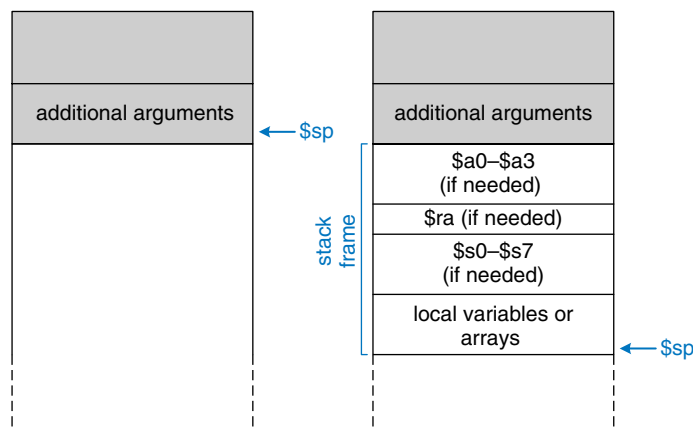 additional arguments
$sp
additional arguments
stack
frame
$a0–$a3
(if needed)
$ra (if needed)
$s0–$s7
(if needed)
local variables or
arrays
$sp